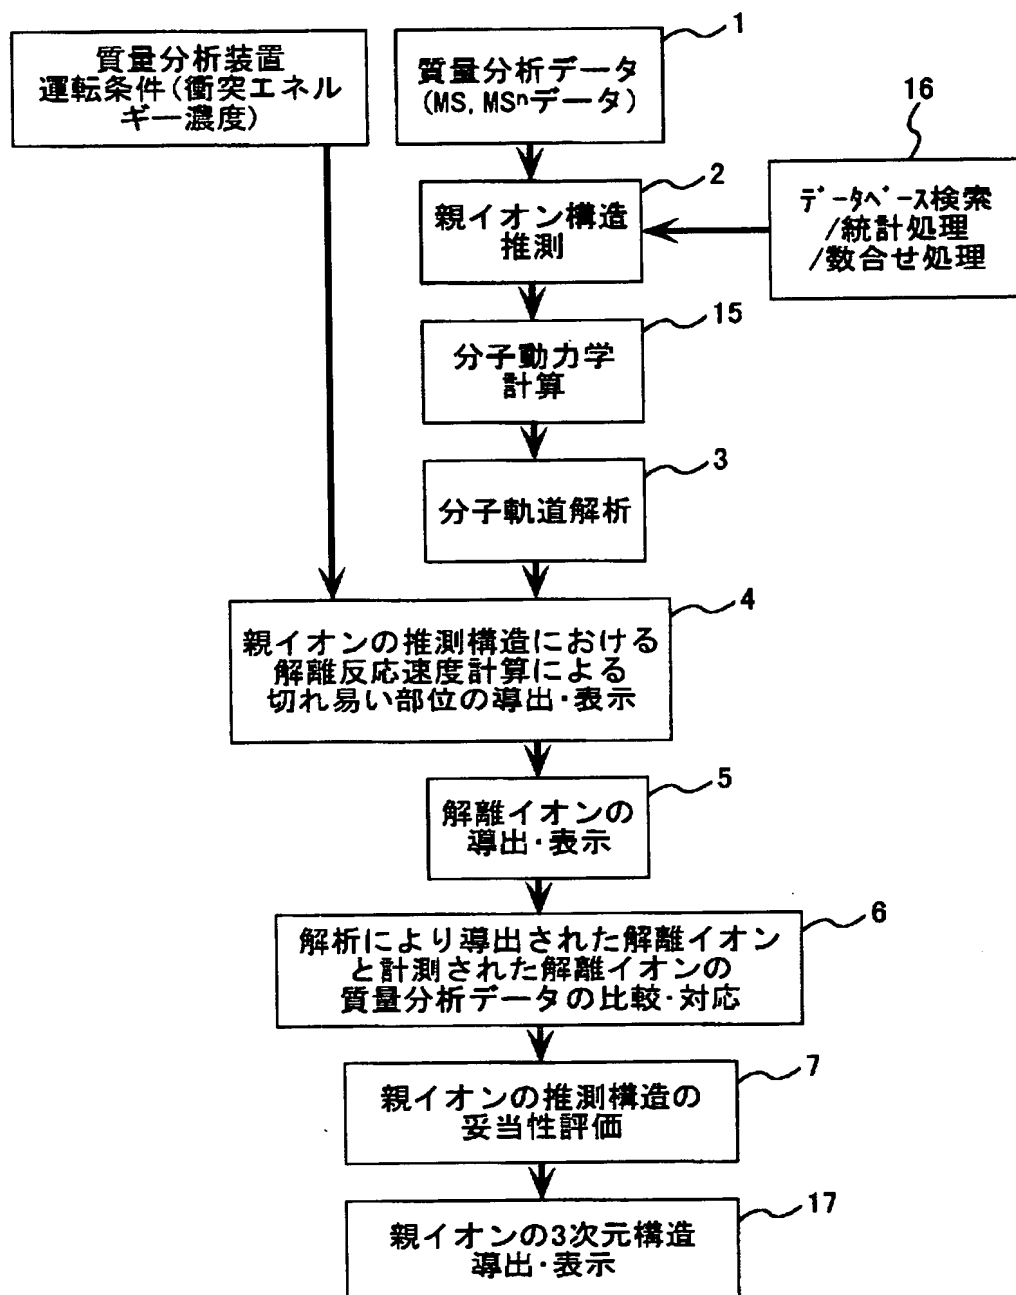 質量分析装置
運転条件(衝突エネル
ギー濃度)
1
質量分析データ
(MS, MSⁿデータ)
16
データベース検索
/統計処理
/数合せ処理
2
親イオン構造
推測
15
分子動力学
計算
3
分子軌道解析
4
親イオンの推測構造における
解離反応速度計算による
切れ易い部位の導出・表示
5
解離イオンの
導出・表示
6
解析により導出された解離イオン
と計測された解離イオンの
質量分析データの比較・対応
7
親イオンの推測構造の
妥当性評価
17
親イオンの3次元構造
導出・表示